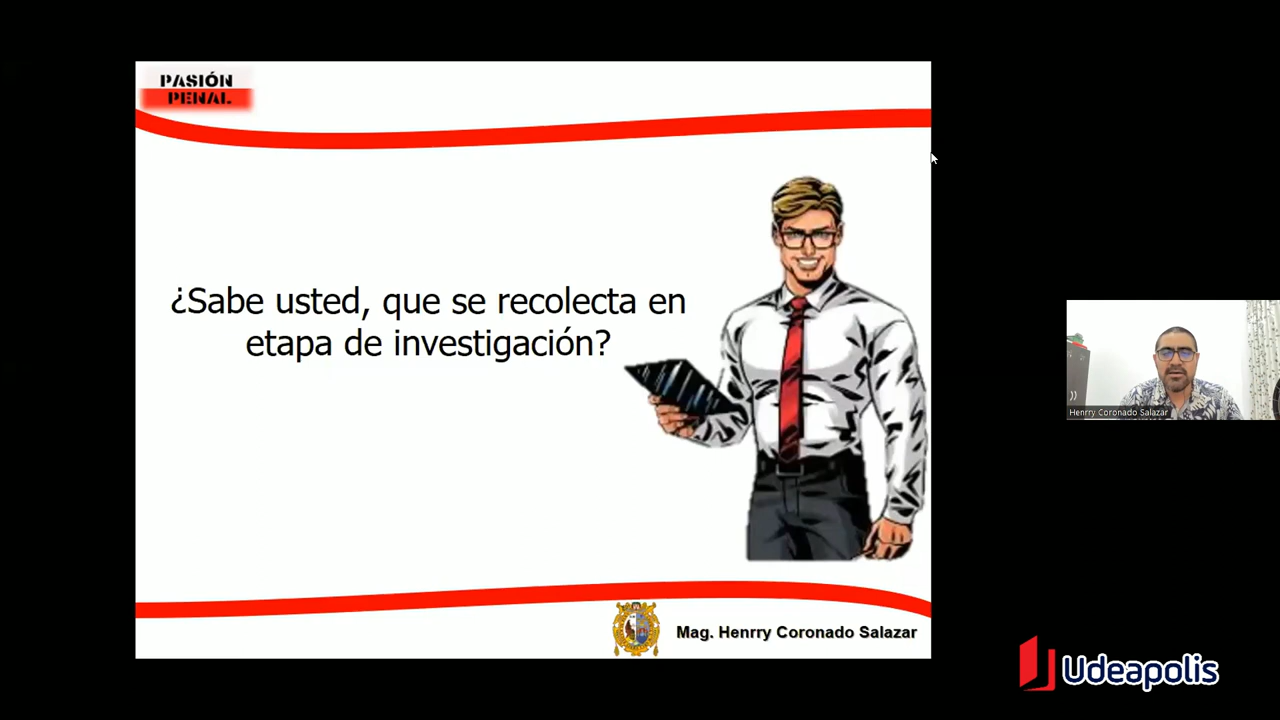 PASIÓN
PENAL
¿Sabe usted, que se recolecta en
etapa de investigación?
Henrry Coronado Salazar
Mag. Henrry Coronado Salazar
Udeapolis